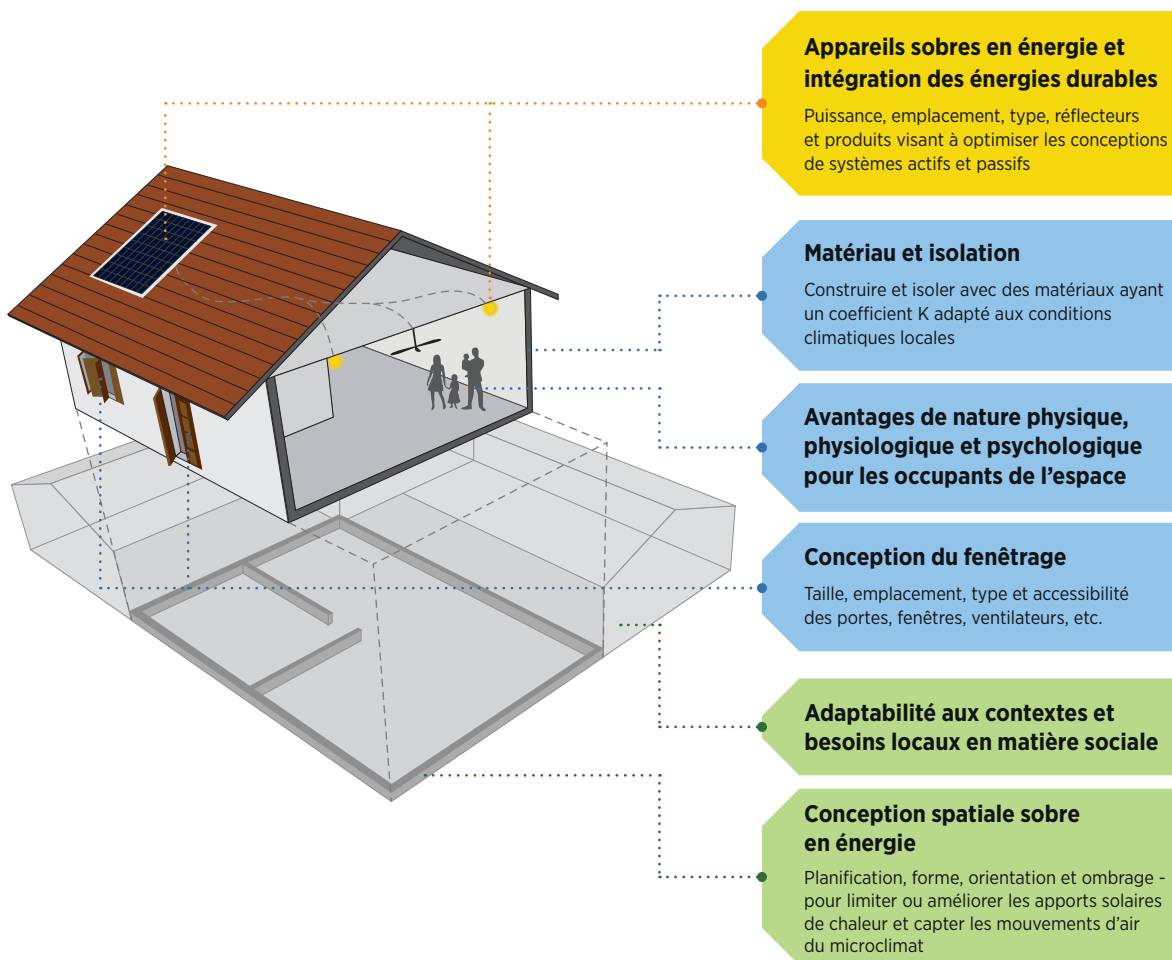 Appareils sobres en énergie et
intégration des énergies durables
Puissance, emplacement, type, réflecteurs
et produits visant à optimiser les conceptions
de systèmes actifs et passifs
Matériau et isolation
Construire et isoler avec des matériaux ayant
un coefficient K adapté aux conditions
climatiques locales
Avantages de nature physique,
physiologique et psychologique
pour les occupants de l’espace
Conception du fenêtrage
Taille, emplacement, type et accessibilité
des portes, fenêtres, ventilateurs, etc.
Adaptabilité aux contextes et
besoins locaux en matière sociale
Conception spatiale sobre
en énergie
Planification, forme, orientation et ombrage -
pour limiter ou améliorer les apports solaires
de chaleur et capter les mouvements d’air
du microclimat